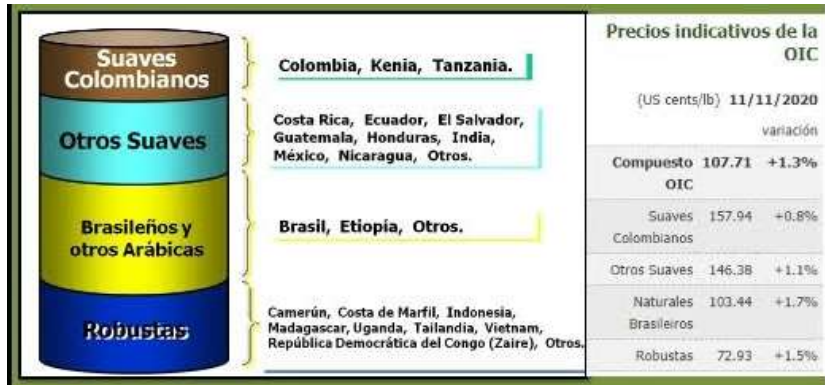 Suaves
Colombianos
Colombia, Kenia, Tanzania.
Otros Suaves
Costa Rica, Ecuador, El Salvador,
Guatemala, Honduras, India,
México, Nicaragua, Otros.
Brasileños y
otros Arábicas
Brasil, Etiopía, Otros.
Robustas
Camerún, Costa de Marfil, Indonesia,
Madagascar, Uganda, Tailandia, Vietnam,
República Democrática del Congo (Zaire), Otros.
Precios indicativos de la
OIC
(US cents/lb) 11/11/2020
variación
Compuesto 107.71 +1.3%
OIC
Suaves 157.94 +0.8%
Colombianos
Otros Suaves 146.38 +1.1%
Naturales 103.44 +1.7%
Brasileiros
Robustas 72.93 +1.5%